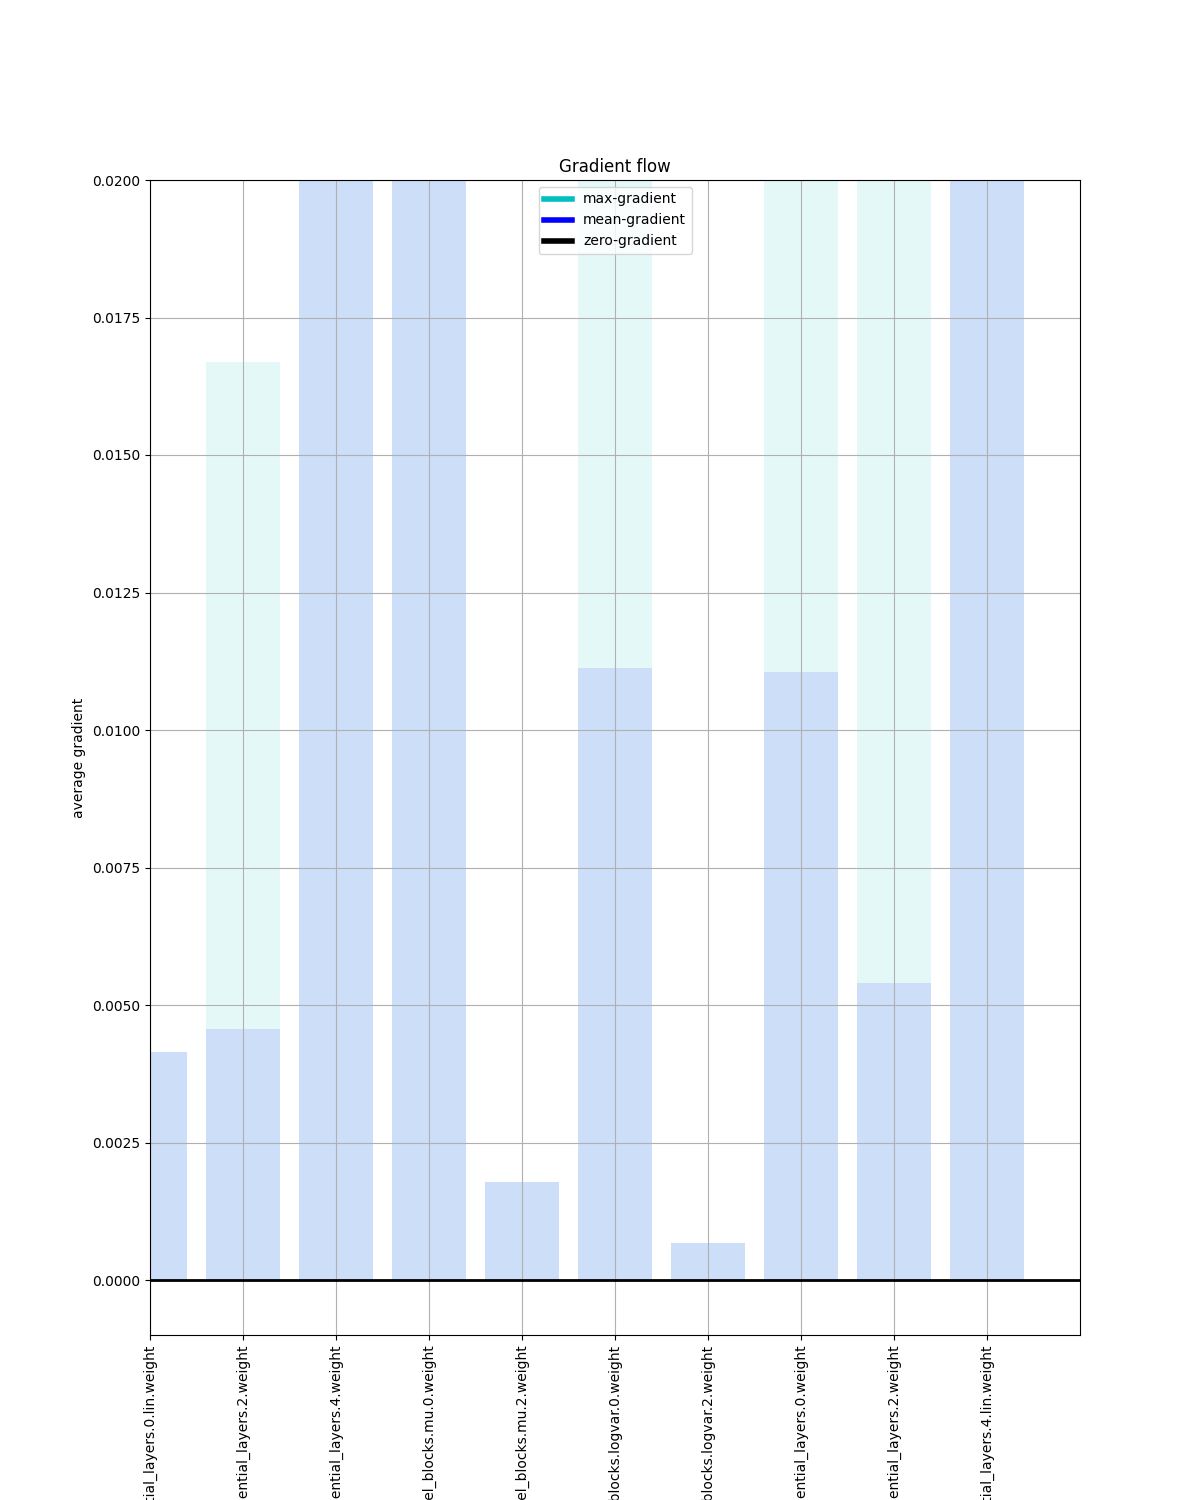 Gradient flow
max-gradient
mean-gradient
zero-gradient
0.0200
0.0175
0.0150
0.0125
0.0100
0.0075
0.0050
0.0025
0.0000
average gradient
tial_layers.0.lin.weight
ential_layers.2.weight
ential_layers.4.weight
el_blocks.mu.0.weight
el_blocks.mu.2.weight
blocks.logvar.0.weight
blocks.logvar.2.weight
ential_layers.0.weight
ential_layers.2.weight
tial_layers.4.lin.weight